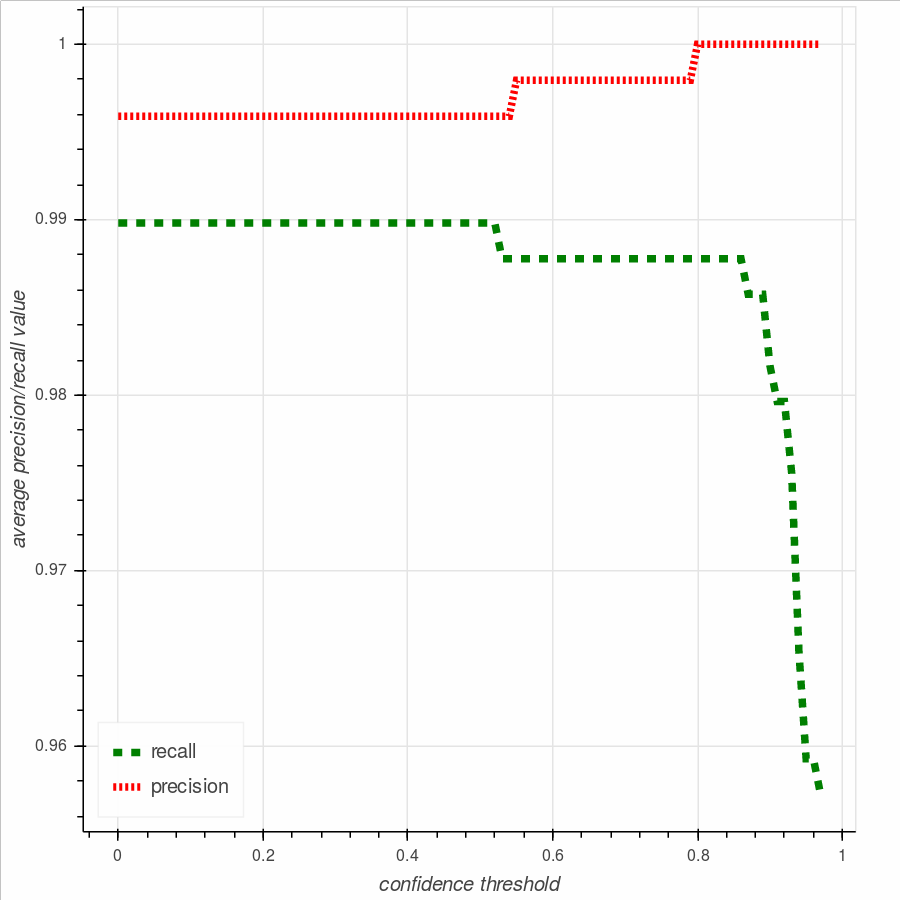 1
0.99
0.98
0.97
0.96
average precision/recall value
recall
precision
0 0.2 0.4 0.6 0.8 1
confidence threshold